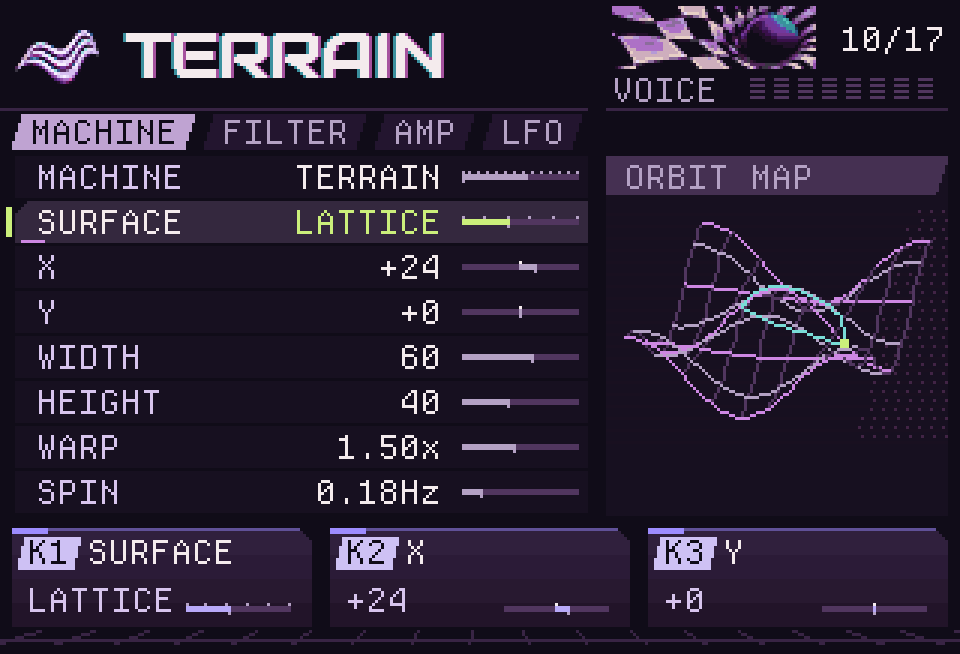 TERRAIN
10/17
VOICE
MACHINE FILTER AMP LFO
MACHINE TERRAIN
ORBIT MAP
SURFACE LATTICE
X +24
Y +0
WIDTH 60
HEIGHT 40
WARP 1.50x
SPIN 0.18Hz
K1 SURFACE
LATTICE
K2 X
+24
K3 Y
+0